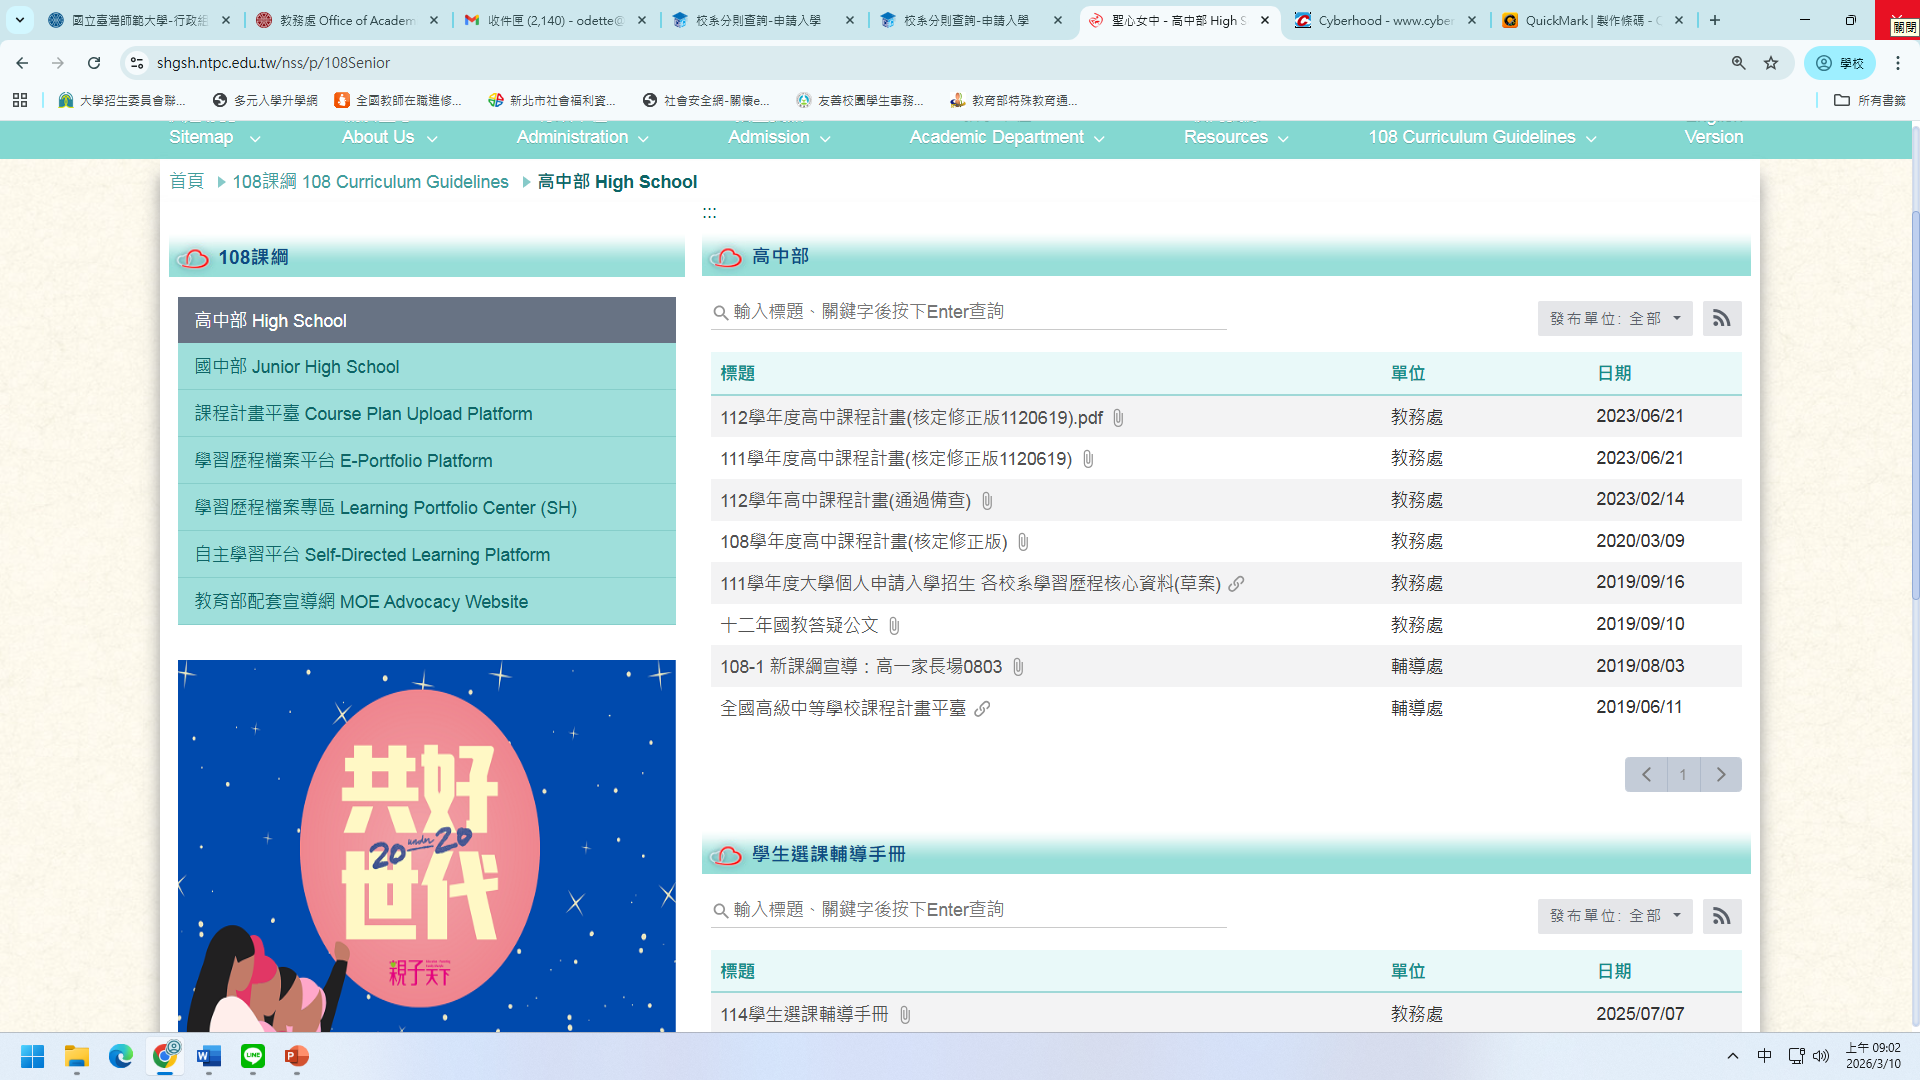 國立臺灣師範大學-行政組
教務處 Office of Academ
收件匣 (2,140) - odette@
校系分則查詢-申請入學
校系分則查詢-申請入學
聖心女中 - 高中部 High S
Cyberhood - www.cyber
QuickMark | 製作條碼 - C
關閉
shgsh.ntpc.edu.tw/nss/p/108Senior
學校
大學招生委員會聯...
多元入學升學網
全國教師在職進修...
新北市社會福利資...
社會安全網-關懷e...
友善校園學生事務...
教育部特殊教育通...
所有書籤
Sitemap
About Us
Administration
Admission
Academic Department
Resources
108 Curriculum Guidelines
English
Version
首頁
108課綱 108 Curriculum Guidelines
高中部 High School
:::
108課綱
高中部 High School
國中部 Junior High School
課程計畫平臺 Course Plan Upload Platform
學習歷程檔案平台 E-Portfolio Platform
學習歷程檔案專區 Learning Portfolio Center (SH)
自主學習平台 Self-Directed Learning Platform
教育部配套宣導網 MOE Advocacy Website
共好
20 under 20
世代
親子天下
高中部
輸入標題、關鍵字後按下Enter查詢
發布單位: 全部
標題 單位 日期
112學年度高中課程計畫(核定修正版1120619).pdf 教務處 2023/06/21
111學年度高中課程計畫(核定修正版1120619) 教務處 2023/06/21
112學年高中課程計畫(通過備查) 教務處 2023/02/14
108學年度高中課程計畫(核定修正版) 教務處 2020/03/09
111學年度大學個人申請入學招生 各校系學習歷程核心資料(草案) 教務處 2019/09/16
十二年國教答疑公文 教務處 2019/09/10
108-1 新課綱宣導：高一家長場0803 輔導處 2019/08/03
全國高級中等學校課程計畫平臺 輔導處 2019/06/11
1
學生選課輔導手冊
輸入標題、關鍵字後按下Enter查詢
發布單位: 全部
標題 單位 日期
114學生選課輔導手冊 教務處 2025/07/07
中
上午 09:02
2026/3/10